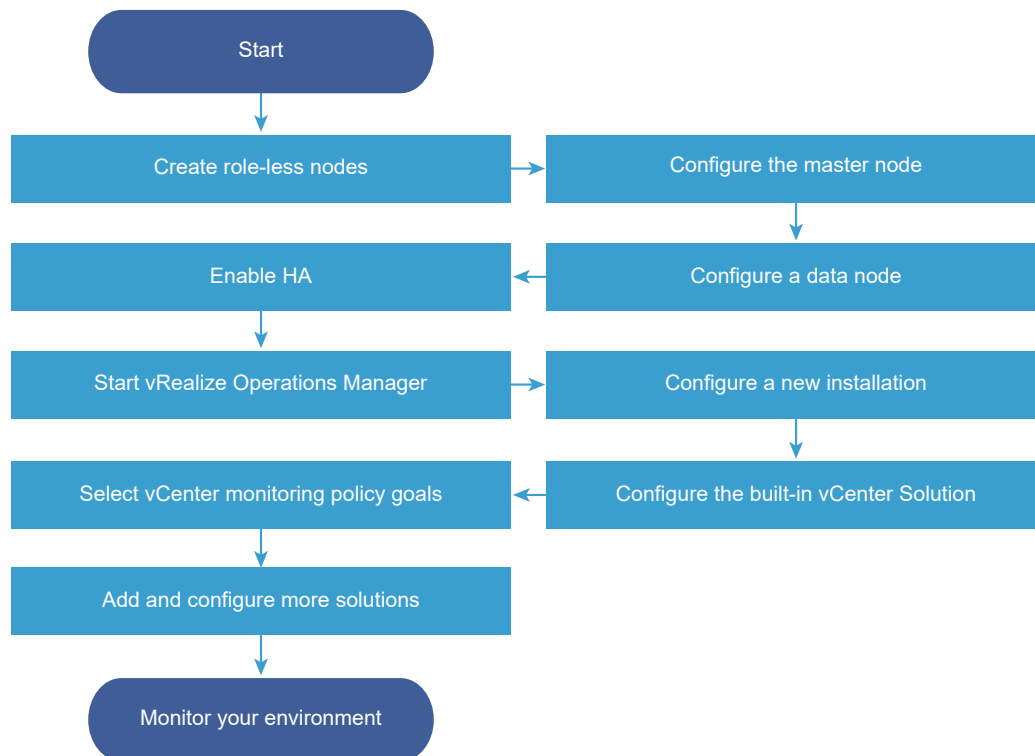 Start
Create role-less nodes
Configure the master node
Enable HA
Configure a data node
Start vRealize Operations Manager
Configure a new installation
Select vCenter monitoring policy goals
Configure the built-in vCenter Solution
Add and configure more solutions
Monitor your environment